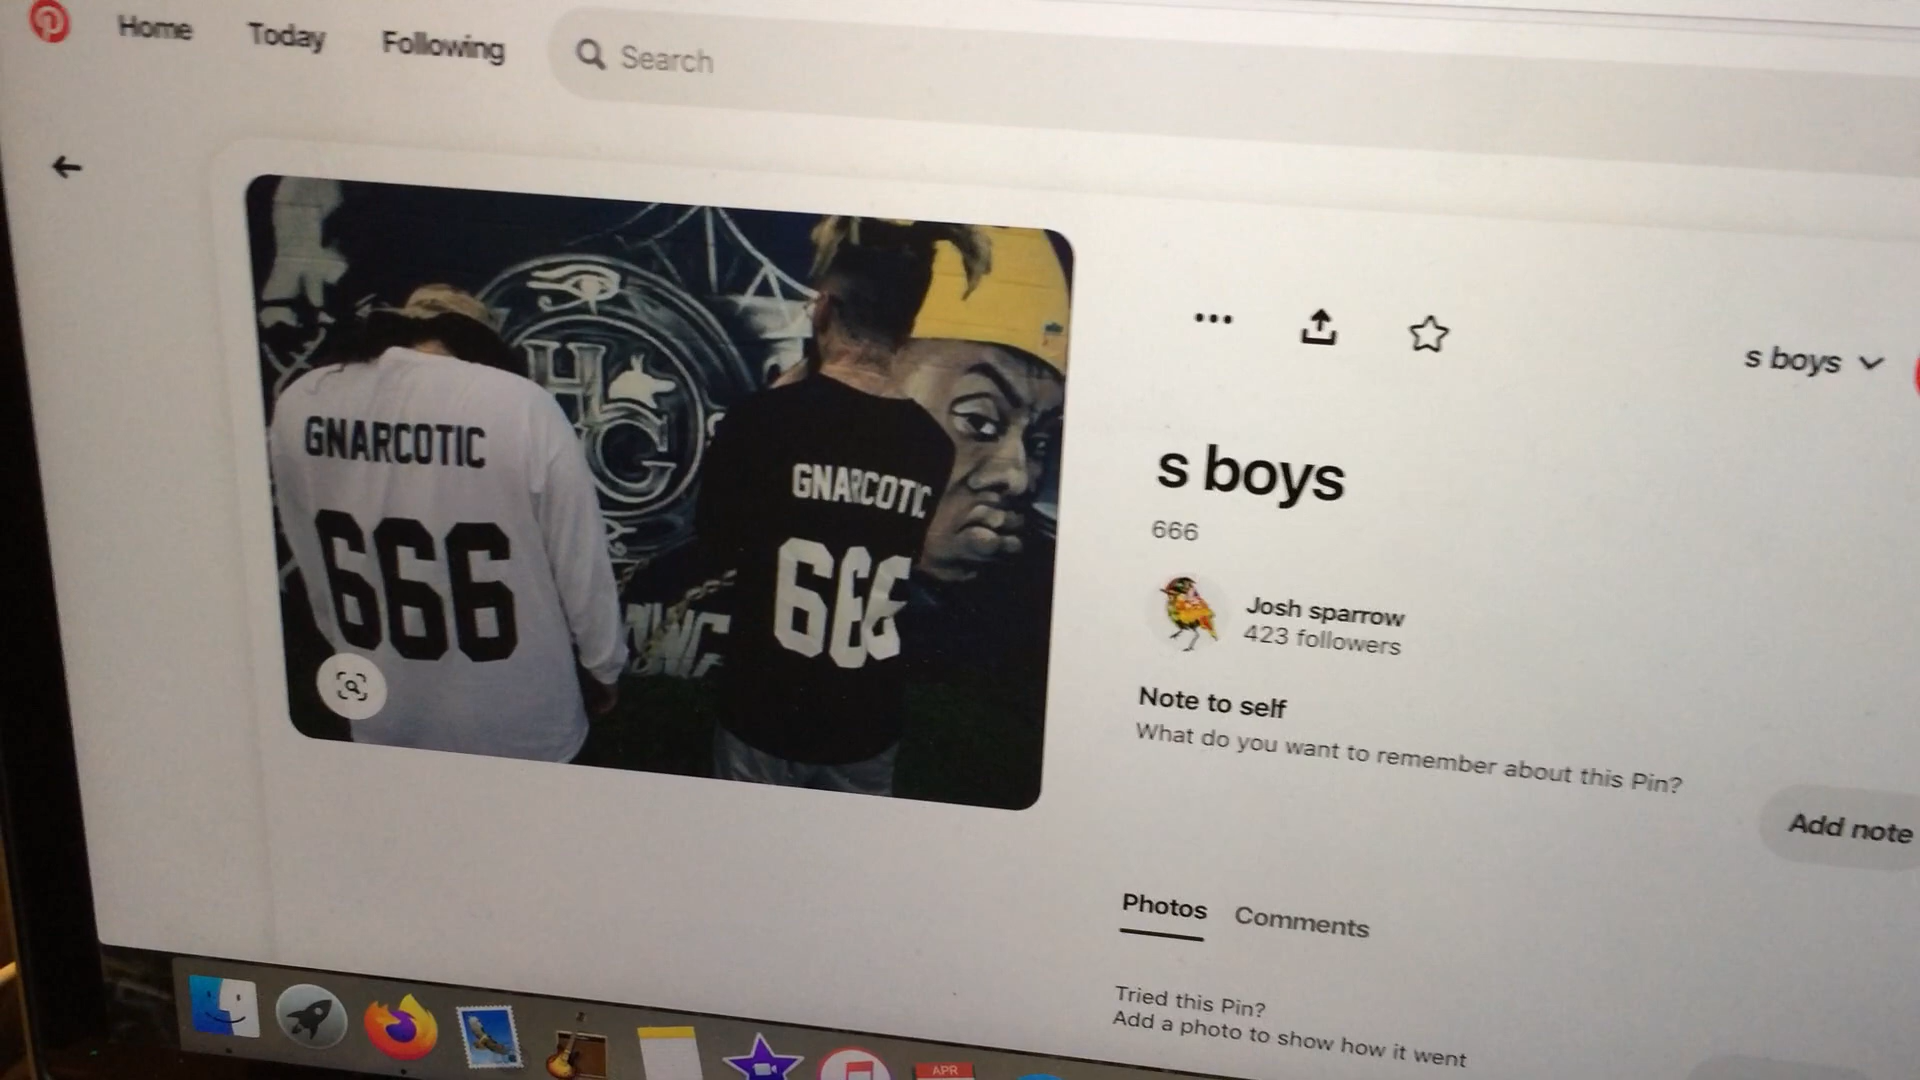 Home Today Following Search
s boys
GNARCOTIC
666
GNARCOTIC
666
HG
s boys
666
Josh sparrow
423 followers
Note to self
What do you want to remember about this Pin?
Add note
Photos Comments
Tried this Pin?
Add a photo to show how it went
APR